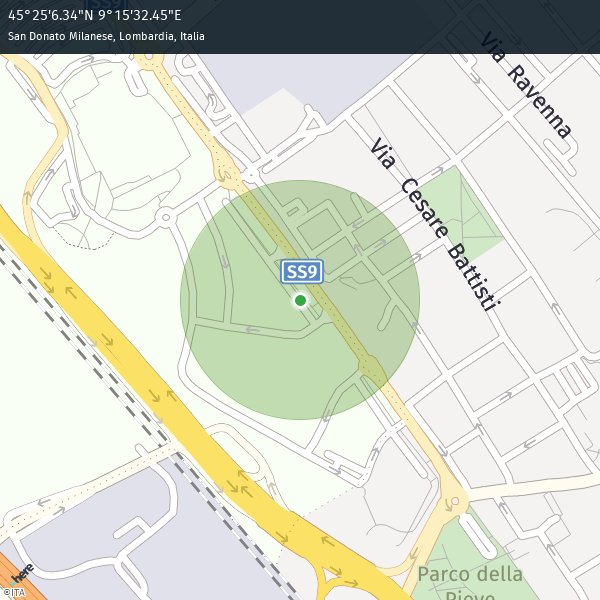 45°25'6.34"N 9°15'32.45"E
San Donato Milanese, Lombardia, Italia
SS9
Via Ravenna
Via Cesare Battisti
SS9
Parco della
Pieve
here
©ITA